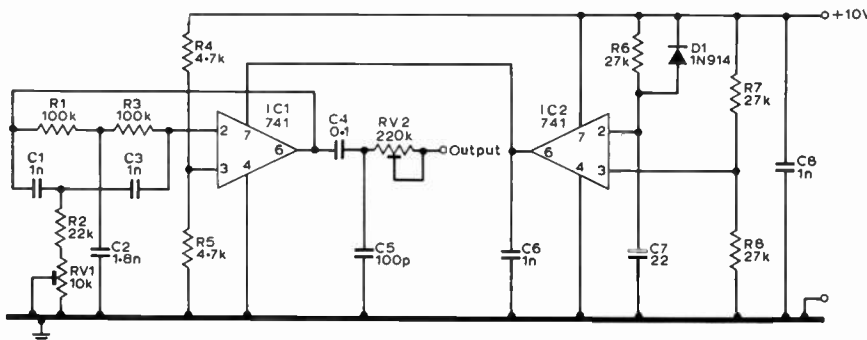 +10V
R4
4.7k
R6
27k
D1
1N914
R7
27k
R1
100k
R3
100k
IC1
741
7
2
3
4
6
C4
0.1
RV2
220k
Output
IC2
741
7
2
3
4
6
C1
1n
C3
1n
C8
1n
R2
22k
RV1
10k
C2
1.8n
R5
4.7k
C5
100p
C6
1n
C7
22
R8
27k